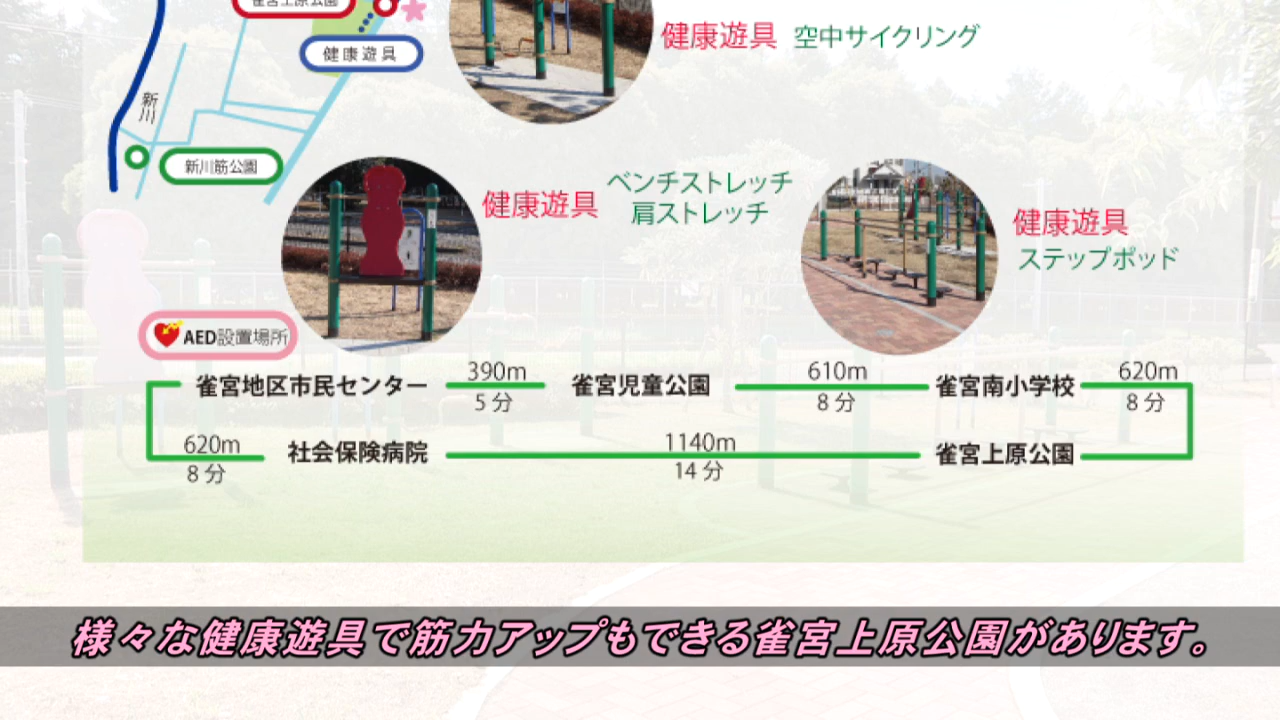 雀宮上原公園
健康遊具
健康遊具 空中サイクリング
新川
新川筋公園
健康遊具
ベンチストレッチ
肩ストレッチ
健康遊具
ステップポッド
AED設置場所
雀宮地区市民センター
390m
5分
雀宮児童公園
610m
8分
雀宮南小学校
620m
8分
620m
8分
社会保険病院
1140m
14分
雀宮上原公園
様々な健康遊具で筋力アップもできる雀宮上原公園があります。